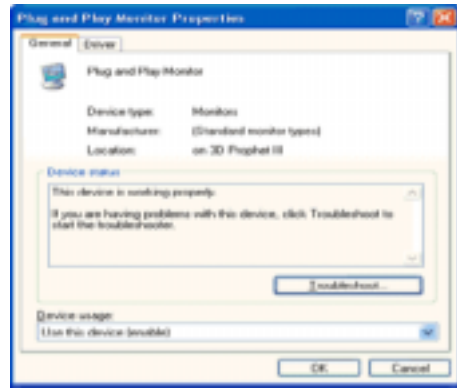 Plug and Play Monitor Properties
General Driver
Plug and Play Monitor
Device type: Monitors
Manufacturer: (Standard monitor types)
Location: on 3D Prophet III
Device status
This device is working properly.
If you are having problems with this device, click Troubleshoot to
start the troubleshooter.
Troubleshoot...
Device usage:
Use this device (enable)
OK Cancel